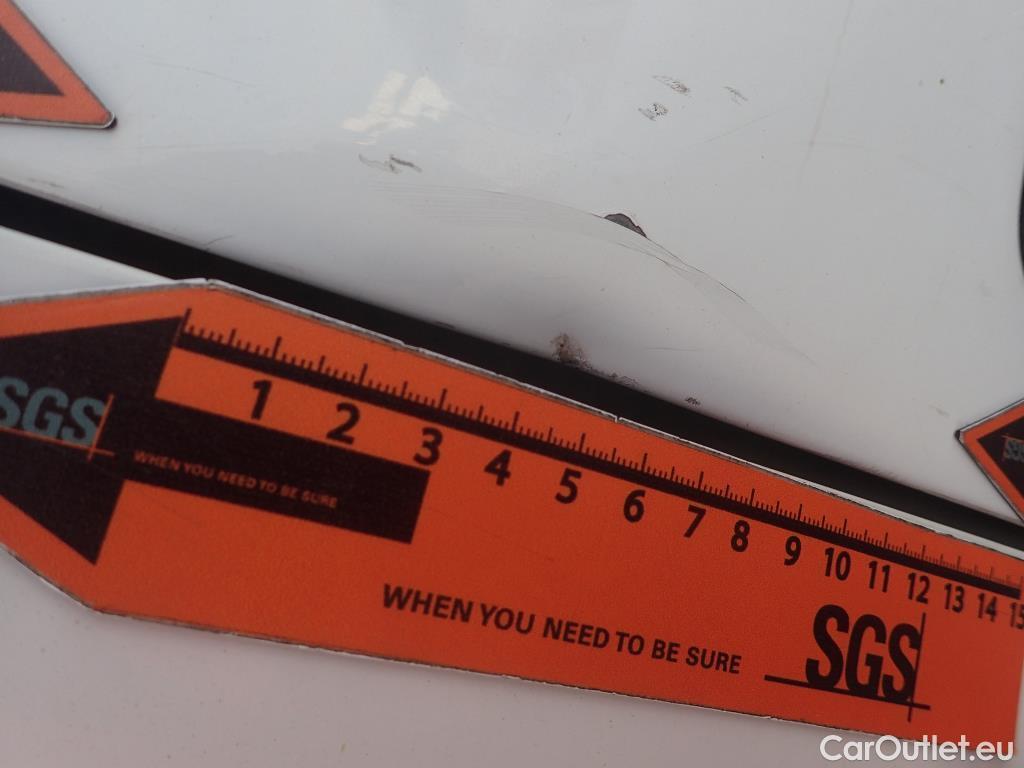 SGS
WHEN YOU NEED TO BE SURE
1 2 3 4 5 6 7 8 9 10 11 12 13 14 15
WHEN YOU NEED TO BE SURE
SGS
SGS
CarOutlet.eu